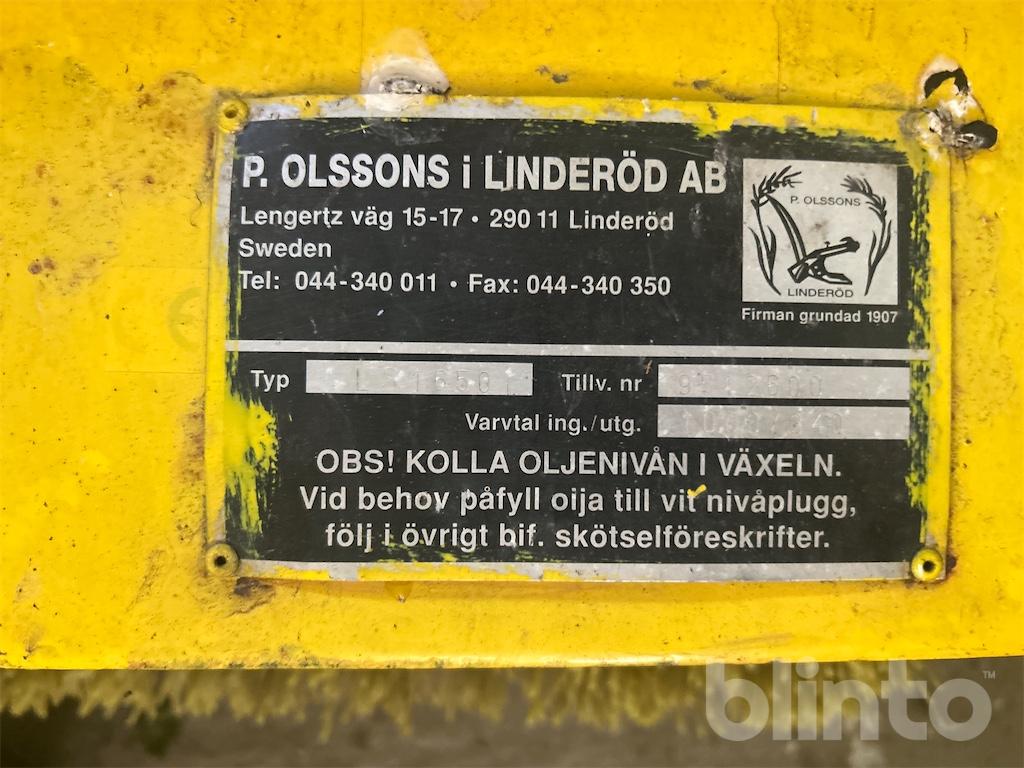 P. OLSSONS i LINDERÖD AB
Lengertz väg 15-17 • 290 11 Linderöd
Sweden
Tel: 044-340 011 • Fax: 044-340 350
P. OLSSONS
LINDERÖD
Firman grundad 1907
Typ
Tillv. nr
Varvtal ing./utg.
OBS! KOLLA OLJENIVÅN I VÄXELN.
Vid behov påfyll oija till vit nivåplugg,
följ i övrigt bif. skötselföreskrifter.
blinto™